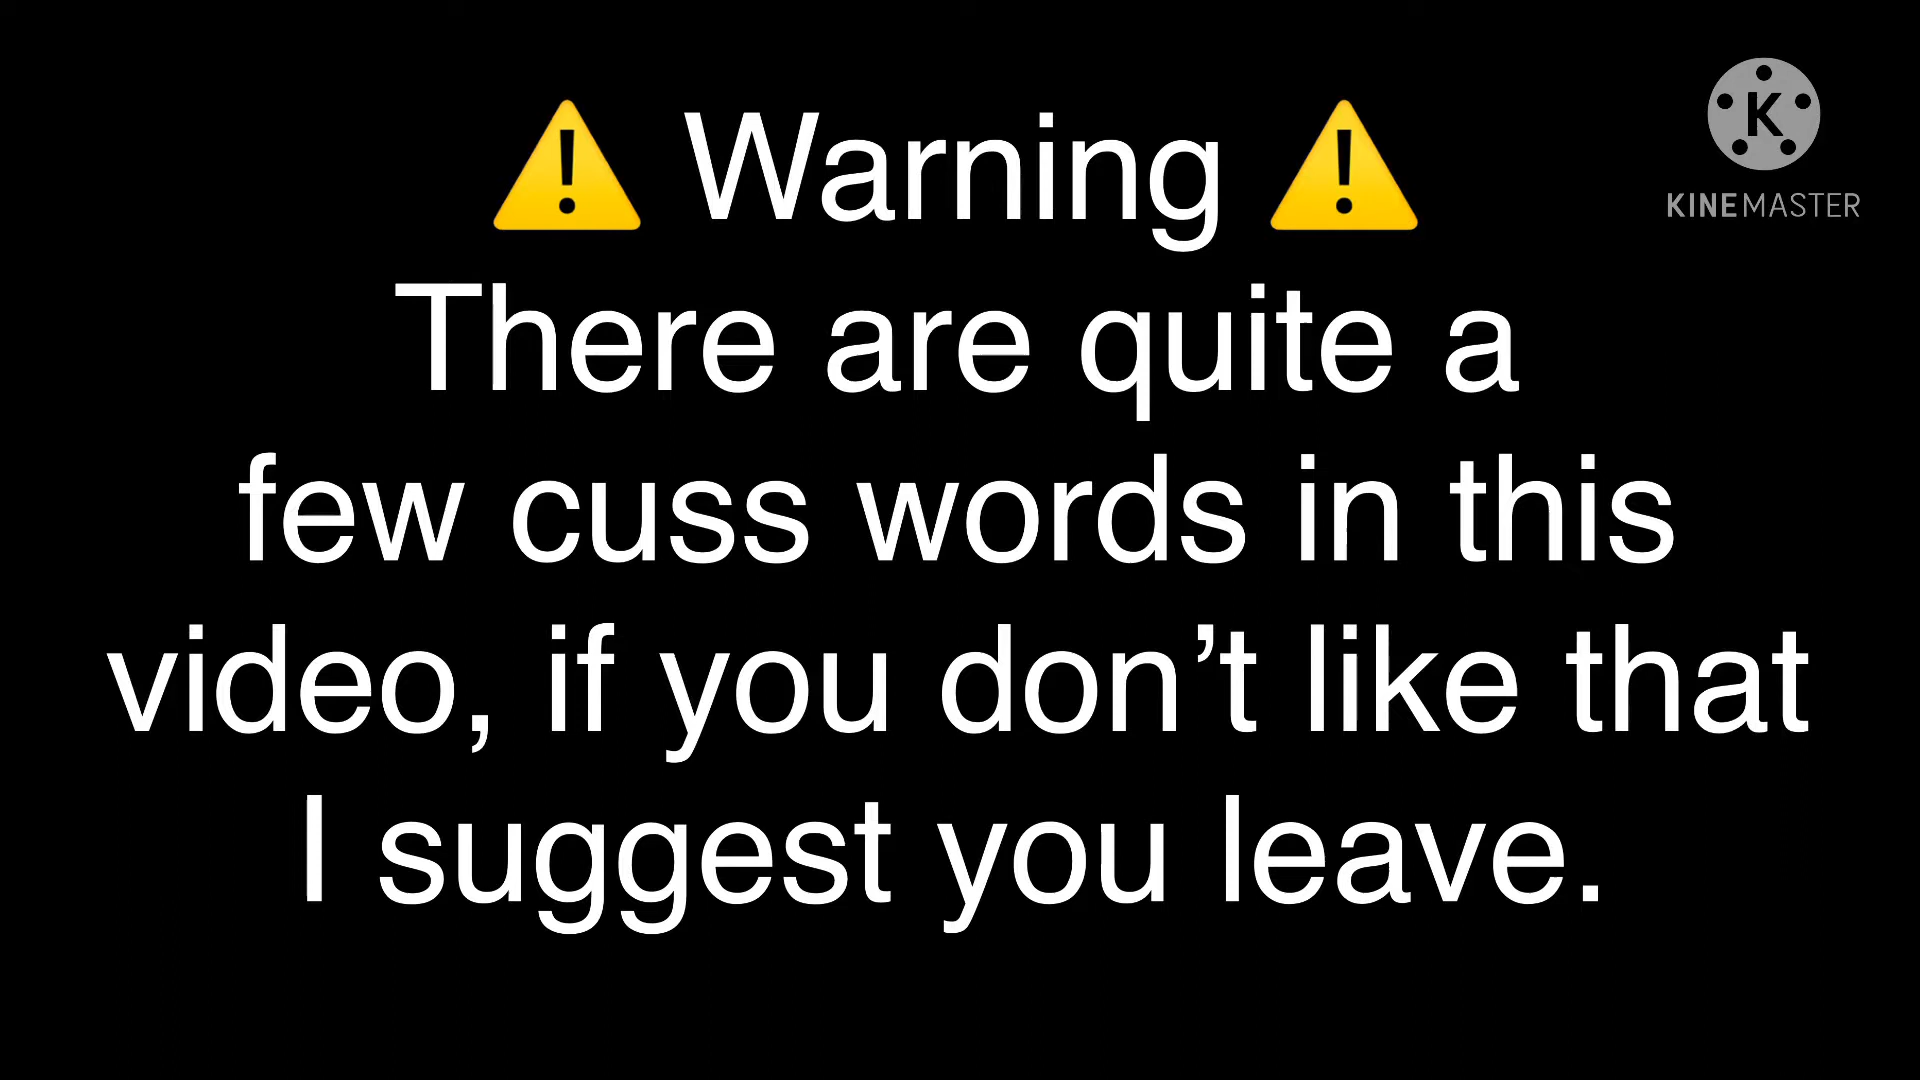 ⚠️ Warning ⚠️
There are quite a
few cuss words in this
video, if you don’t like that
I suggest you leave.
K
KINEMASTER